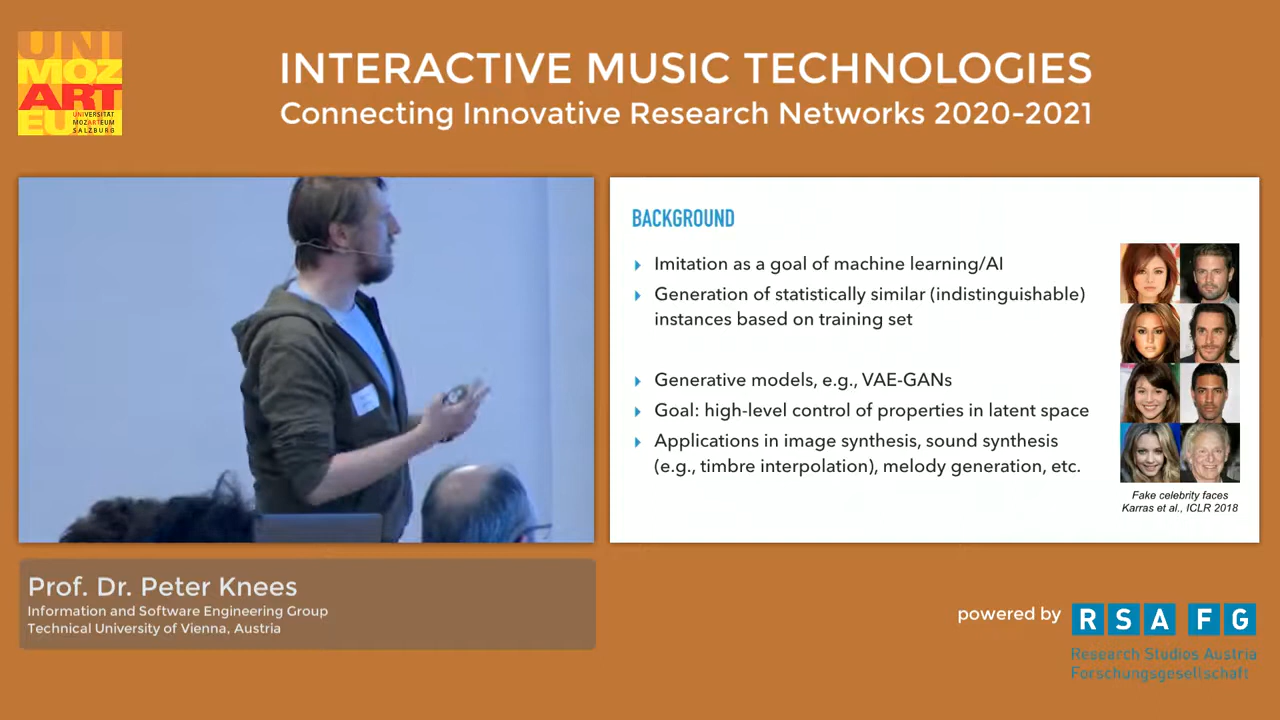 UNI
MOZ
ART
EU
UNIVERSITÄT
MOZARTEUM
SALZBURG
INTERACTIVE MUSIC TECHNOLOGIES
Connecting Innovative Research Networks 2020-2021
BACKGROUND
Imitation as a goal of machine learning/AI
Generation of statistically similar (indistinguishable)
instances based on training set
Generative models, e.g., VAE-GANs
Goal: high-level control of properties in latent space
Applications in image synthesis, sound synthesis
(e.g., timbre interpolation), melody generation, etc.
Fake celebrity faces
Karras et al., ICLR 2018
Prof. Dr. Peter Knees
Information and Software Engineering Group
Technical University of Vienna, Austria
powered by
RSA FG
Research Studios Austria
Forschungsgesellschaft